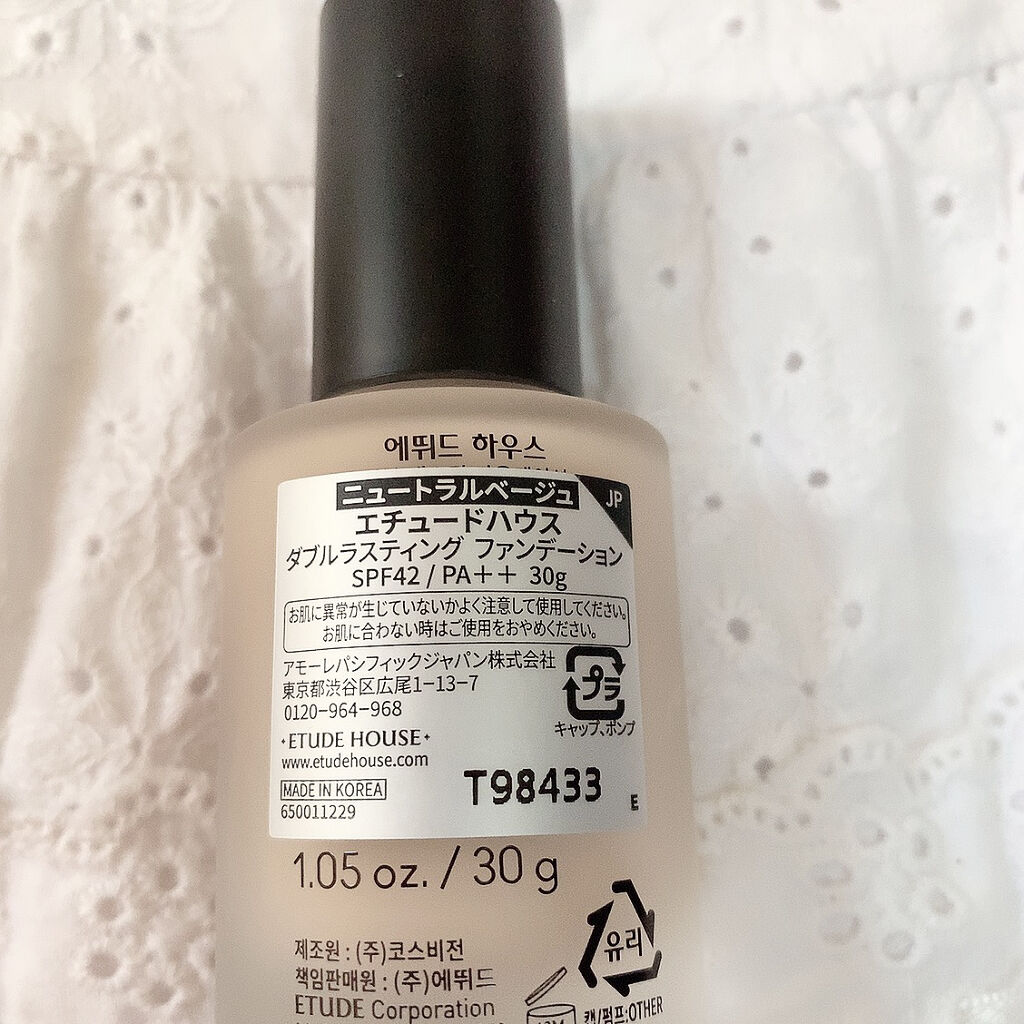 에뛰드 하우스
ニュートラルベージュ
JP
エチュードハウス
ダブルラスティング ファンデーション
SPF42 / PA＋＋ 30g
お肌に異常が生じていないかよく注意して使用してください。
お肌に合わない時はご使用をおやめください。
アモーレパシフィックジャパン株式会社
東京都渋谷区広尾1-13-7
0120-964-968
プラ
キャップ、ポンプ
・ETUDE HOUSE・
www.etudehouse.com
MADE IN KOREA
650011229
T98433
E
1.05 oz. / 30 g
제조원 : (주)코스비전
책임판매원 : (주)에뛰드
ETUDE Corporation
유리
캡/펌프:OTHER
12M